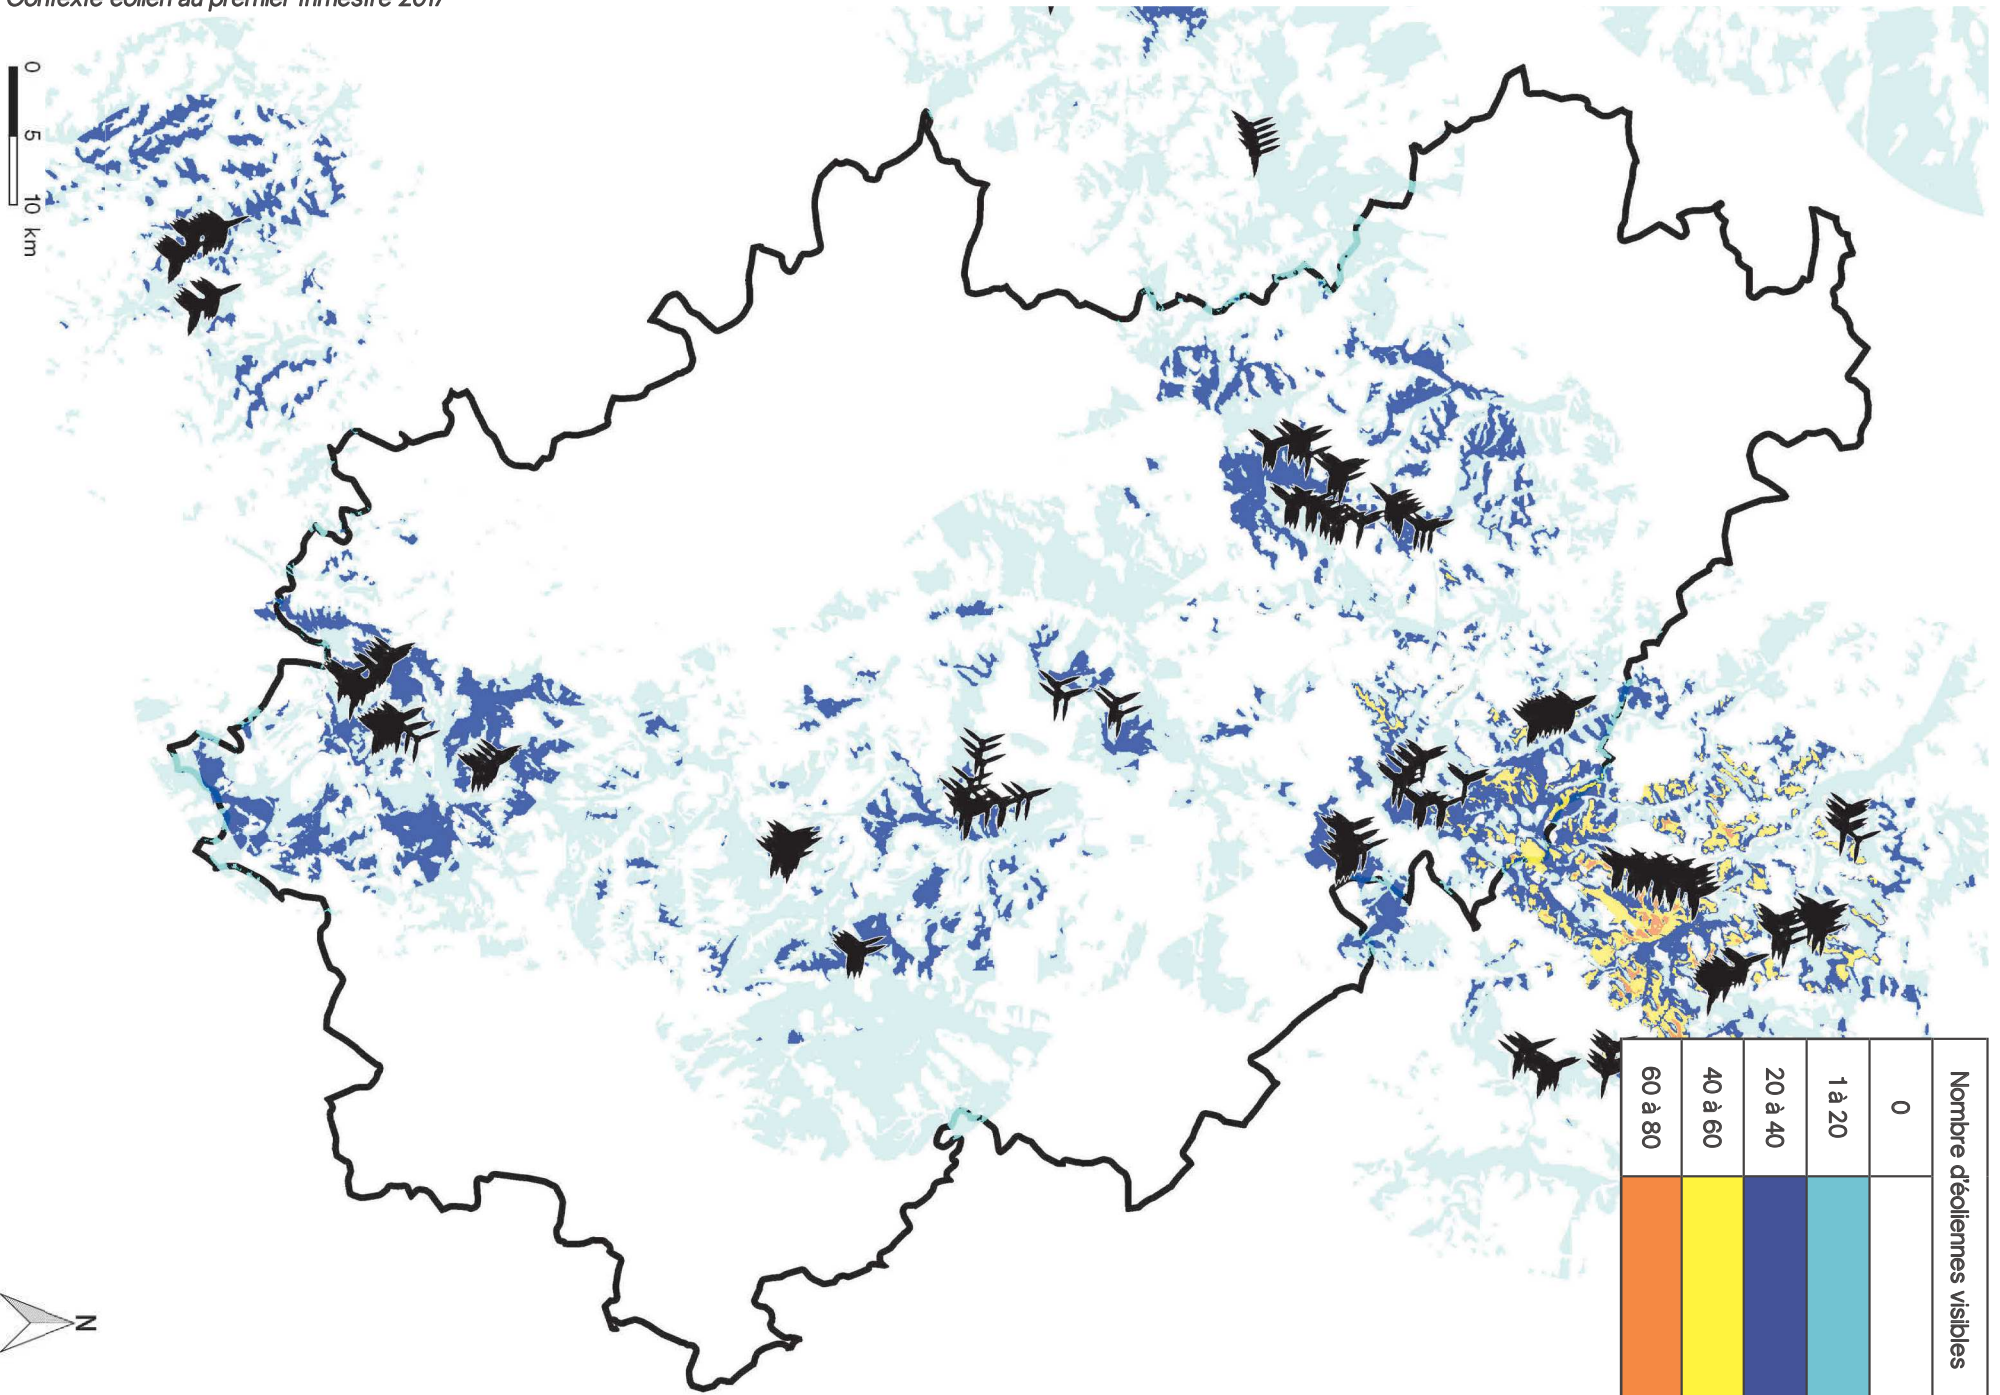 Contexte éolien au premier trimestre 2017
0 5 10 km
Nombre d'éoliennes visibles
0
1 à 20
20 à 40
40 à 60
60 à 80
N